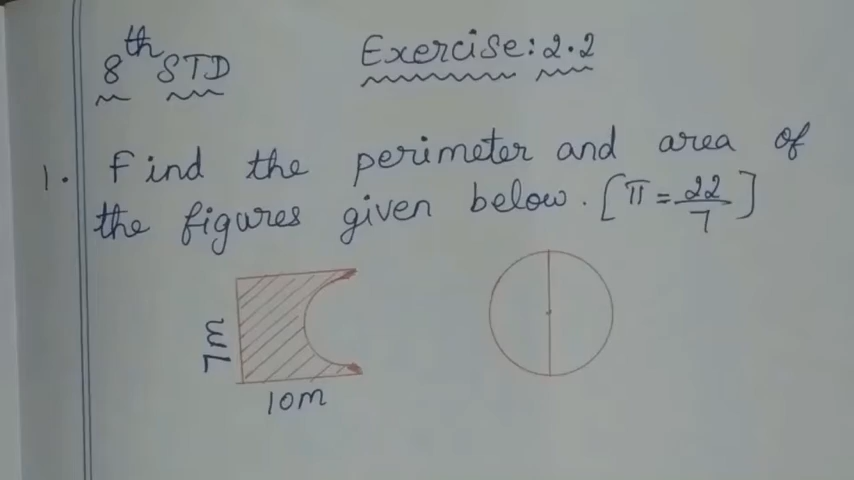 8th STD Exercise: 2.2
1. Find the perimeter and area of
the figures given below. [π = 22/7]
7m
10m